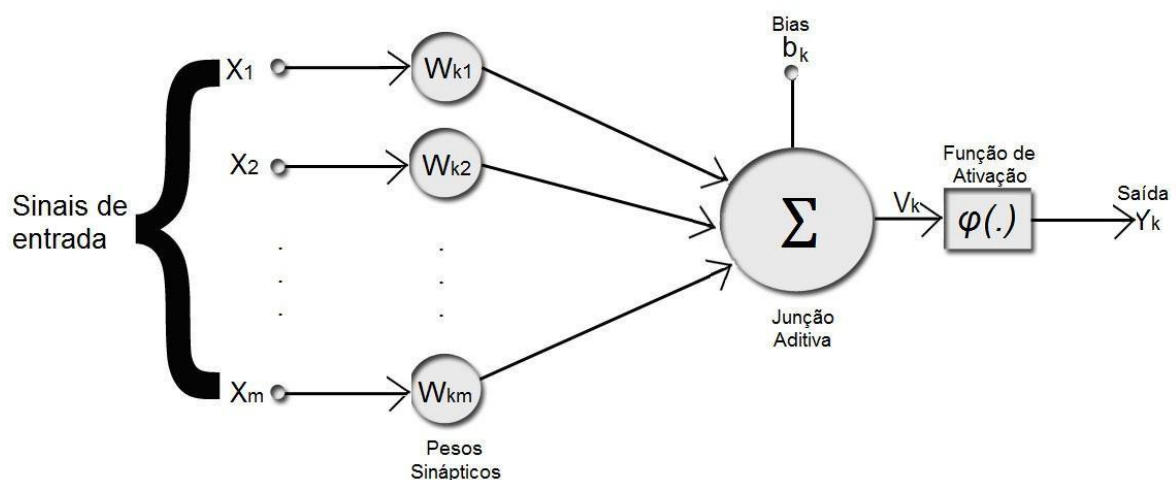 Sinais de
entrada
X1
X2
.
.
.
Xm
Wk1
Wk2
.
.
.
Wkm
Pesos
Sinápticos
Bias
bk
Σ
Junção
Aditiva
Vk
Função de
Ativação
φ(.)
Saída
Yk